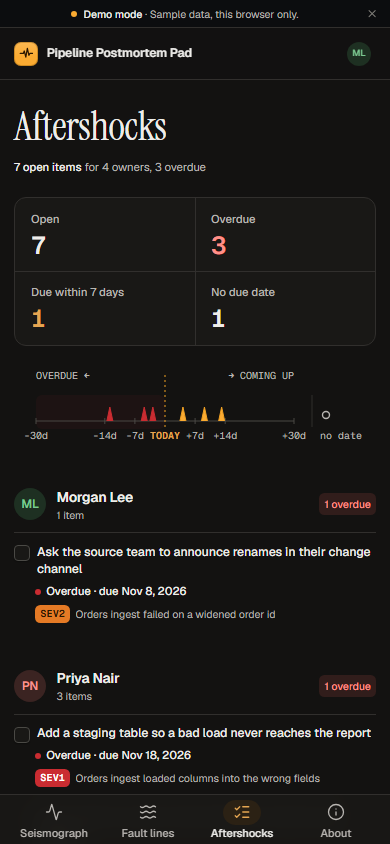 Demo mode · Sample data, this browser only.
Pipeline Postmortem Pad
ML
Aftershocks
7 open items for 4 owners, 3 overdue
Open
7
Overdue
3
Due within 7 days
1
No due date
1
OVERDUE ←
→ COMING UP
-30d -14d -7d TODAY +7d +14d +30d no date
ML
Morgan Lee
1 item
1 overdue
Ask the source team to announce renames in their change
channel
Overdue · due Nov 8, 2026
SEV2 Orders ingest failed on a widened order id
PN
Priya Nair
3 items
1 overdue
Add a staging table so a bad load never reaches the report
Overdue · due Nov 18, 2026
SEV1 Orders ingest loaded columns into the wrong fields
Seismograph Fault lines Aftershocks About